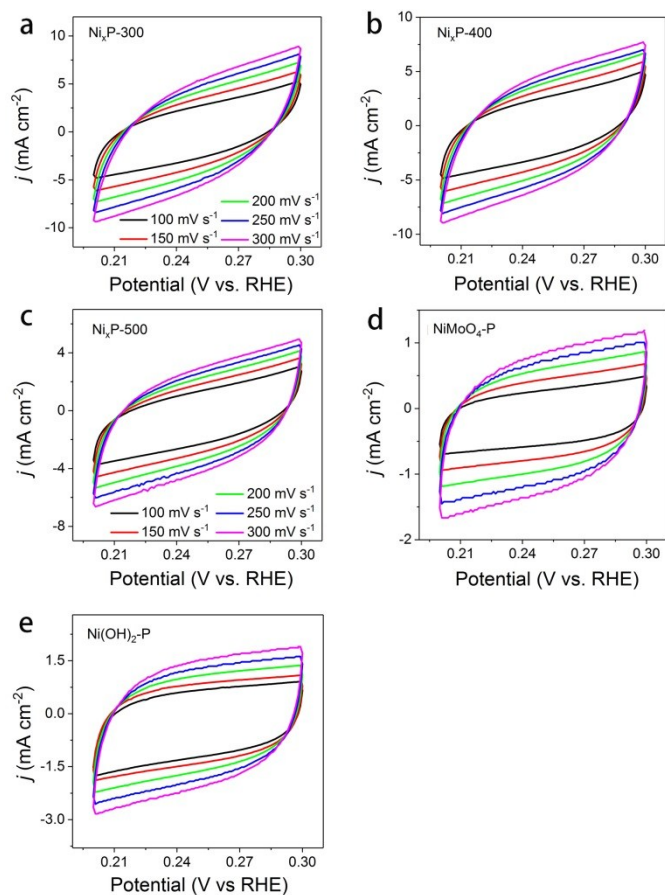 a
NiₓP-300
10
5
0
-5
-10
j (mA cm⁻²)
200 mV s⁻¹
100 mV s⁻¹
250 mV s⁻¹
150 mV s⁻¹
300 mV s⁻¹
0.21 0.24 0.27 0.30
Potential (V vs. RHE)
b
NiₓP-400
10
5
0
-5
-10
j (mA cm⁻²)
0.21 0.24 0.27 0.30
Potential (V vs. RHE)
c
NiₓP-500
4
0
-4
-8
j (mA cm⁻²)
200 mV s⁻¹
100 mV s⁻¹
250 mV s⁻¹
150 mV s⁻¹
300 mV s⁻¹
0.21 0.24 0.27 0.30
Potential (V vs. RHE)
d
NiMoO₄-P
1
0
-1
-2
j (mA cm⁻²)
0.21 0.24 0.27 0.30
Potential (V vs. RHE)
e
Ni(OH)₂-P
1.5
0.0
-1.5
-3.0
j (mA cm⁻²)
0.21 0.24 0.27 0.30
Potential (V vs RHE)